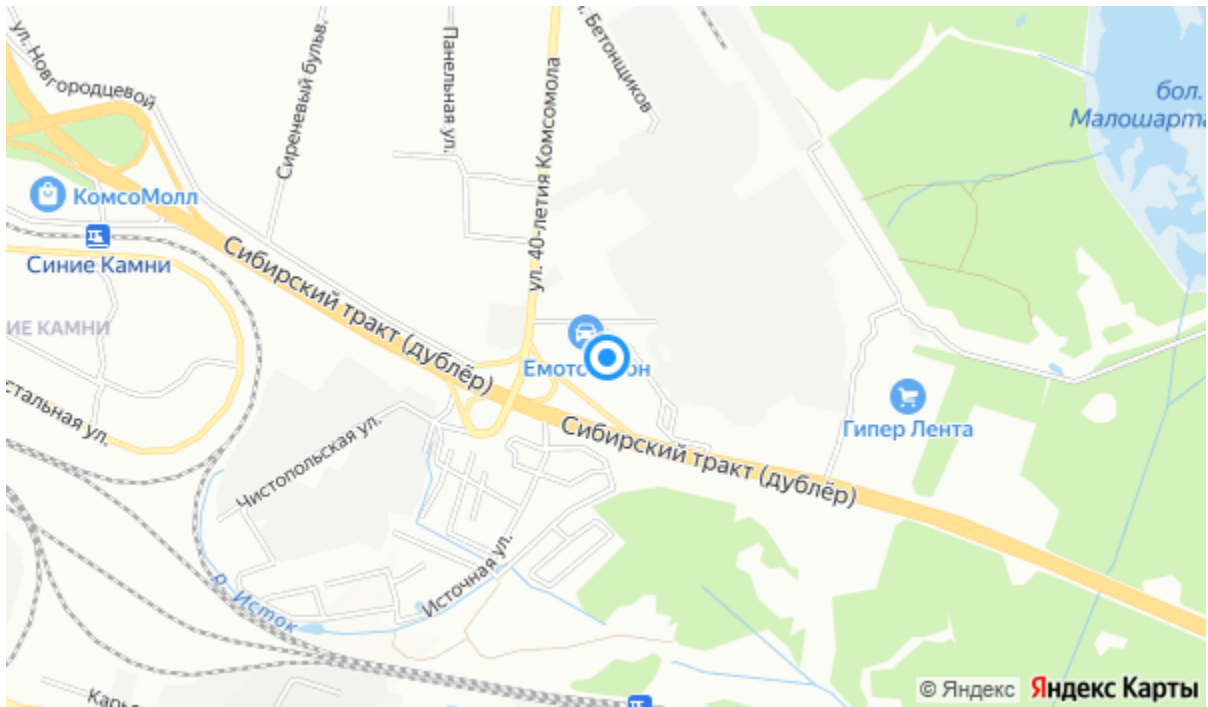 ул. Новгородцевой
Сиреневый бульв.
Панельная ул.
ул. 40-летия Комсомола
Бетонщиков
бол.
Малошарта
КомсоМолл
Синие Камни
Сибирский тракт (дублёр)
ИЕ КАМНИ
стальная ул.
Гипер Лента
Чистопольская ул.
Сибирский тракт (дублёр)
Источная ул.
р. Исток
© Яндекс
Яндекс Карты